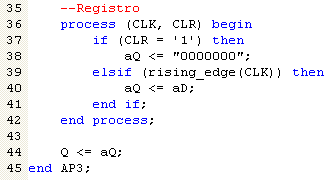 35 --Registro
36 process (CLK, CLR) begin
37 if (CLR = '1') then
38 aQ <= "0000000";
39 elsif (rising_edge(CLK)) then
40 aQ <= aD;
41 end if;
42 end process;
43
44 Q <= aQ;
45 end AP3;